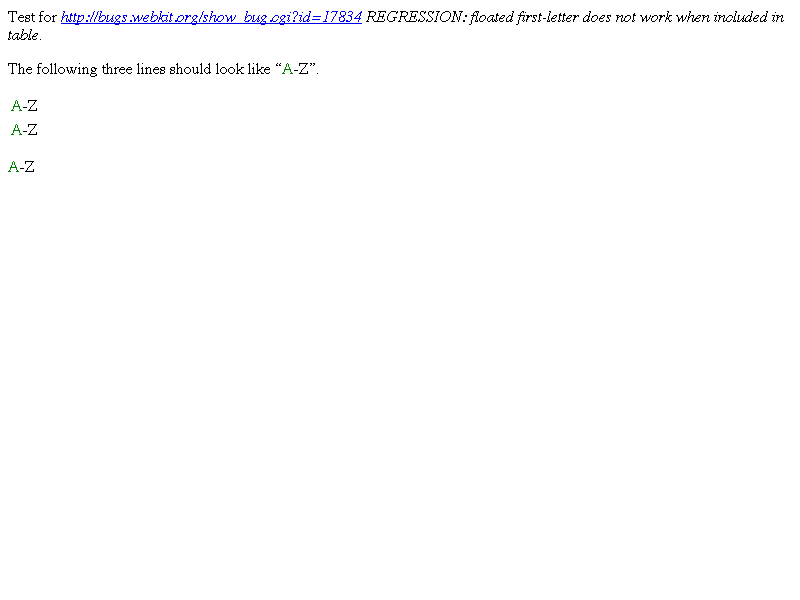 Test for http://bugs.webkit.org/show_bug.cgi?id=17834 REGRESSION: floated first-letter does not work when included in
table.
The following three lines should look like “A-Z”.
A-Z
A-Z
A-Z